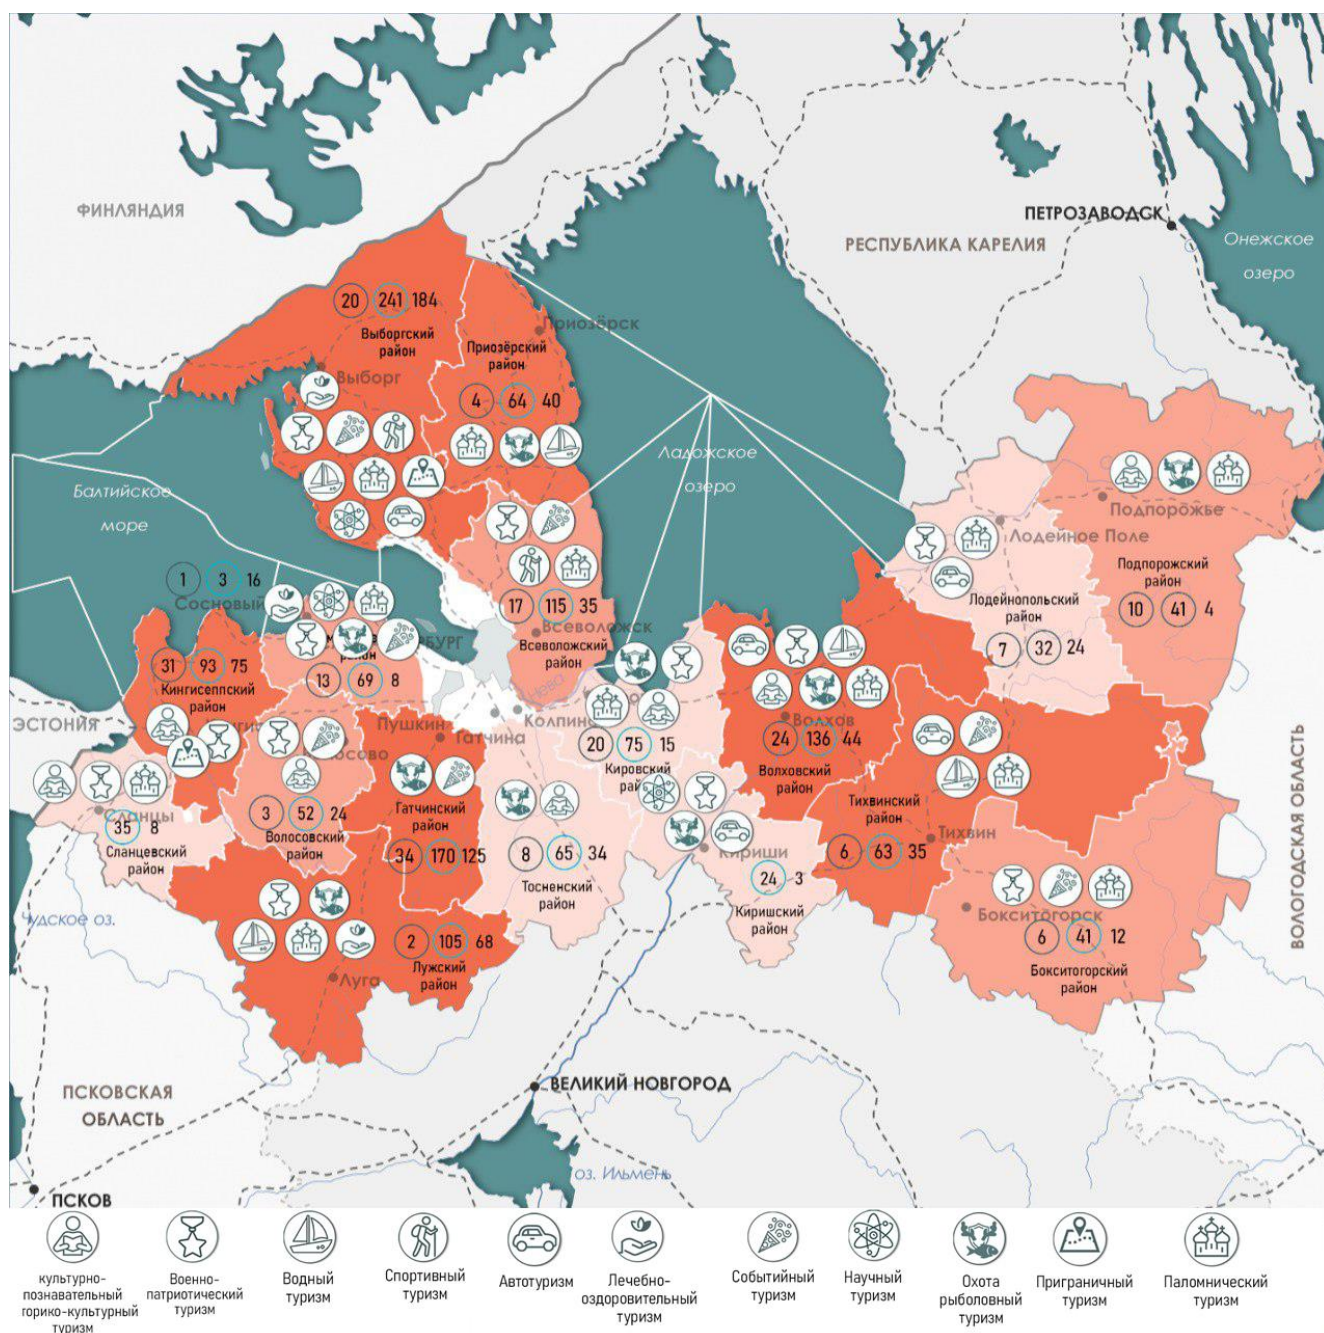 ФИНЛЯНДИЯ
ПЕТРОЗАВОДСК
РЕСПУБЛИКА КАРЕЛИЯ
Онежское
озеро
20 241 184
Выборгский
район
Приозёрск
Приозёрский
район
Выборг
4 64 40
Ладожское
озеро
Балтийское
море
Подпорожье
Лодейное Поле
1 3 16
Сосновый
Подпорожский
район
10 41 4
Лодейнопольский
район
7 32 24
17 115 35
Всеволожск
Всеволожский
район
31 93 75
Кингисеппский
район
район
13 69 8
ЭСТОНИЯ
Нева
Пушкин
Колпино
Гатчина
20 75 15
Кировский
Волхов
24 136 44
Волховский
район
ВОЛОГОДСКАЯ ОБЛАСТЬ
Сланцы
35 8
Сланцевский
район
3 52 24
Волосовский
район
Гатчинский
район
34 170 125
8 65 34
Тосненский
район
Кириши
24 3
Киришский
район
Тихвинский
район
6 63 35
Тихвин
Чудское оз.
Бокситогорск
6 41 12
Бокситогорский
район
2 105 68
Лужский
район
Луга
ПСКОВСКАЯ
ОБЛАСТЬ
ВЕЛИКИЙ НОВГОРОД
оз. Ильмень
ПСКОВ
культурно-
познавательный
горико-культурный
туризм
Военно-
патриотический
туризм
Водный
туризм
Спортивный
туризм
Автотуризм
Лечебно-
оздоровительный
туризм
Событийный
туризм
Научный
туризм
Охота
рыболовный
туризм
Приграничный
туризм
Паломнический
туризм